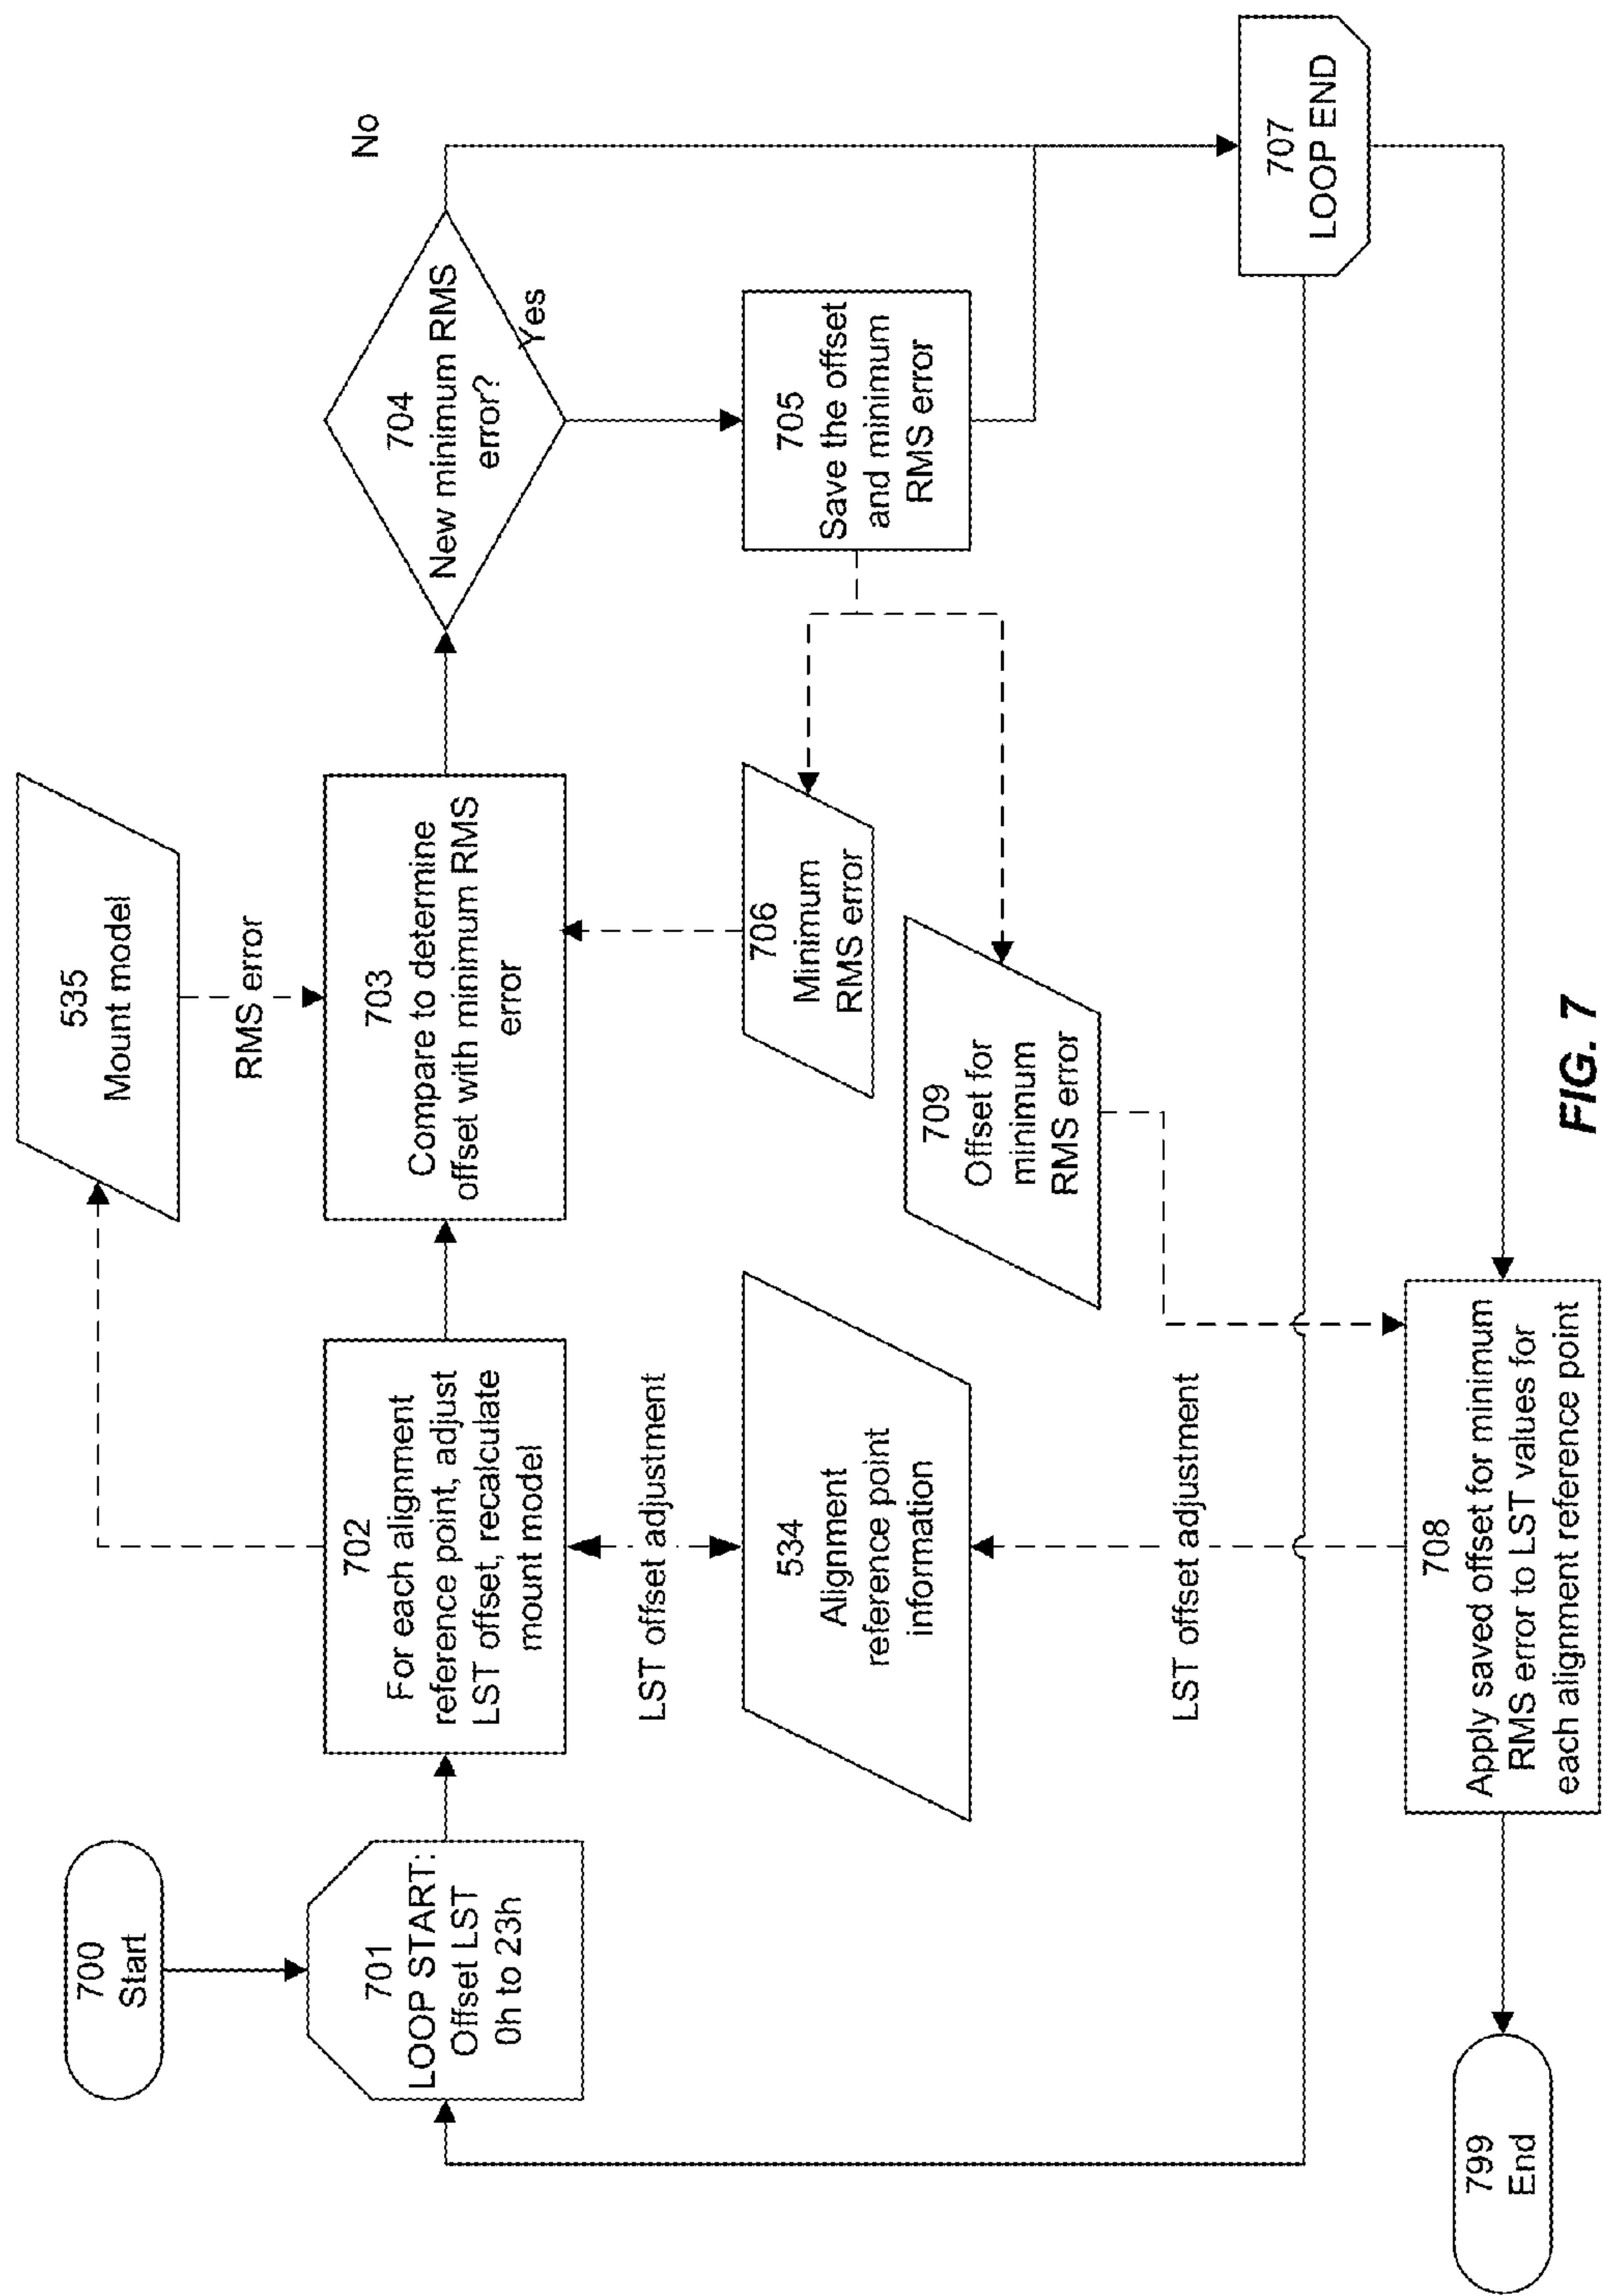 700
Start
701
LOOP START:
Offset LST
0h to 23h
702
For each alignment
reference point, adjust
LST offset, recalculate
mount model
535
Mount model
RMS error
703
Compare to determine
offset with minimum RMS
error
704
New minimum RMS
error?
No
Yes
705
Save the offset
and minimum
RMS error
706
Minimum
RMS error
709
Offset for
minimum
RMS error
LST offset adjustment
534
Alignment
reference point
information
LST offset adjustment
707
LOOP END
708
Apply saved offset for minimum
RMS error to LST values for
each alignment reference point
799
End
FIG. 7